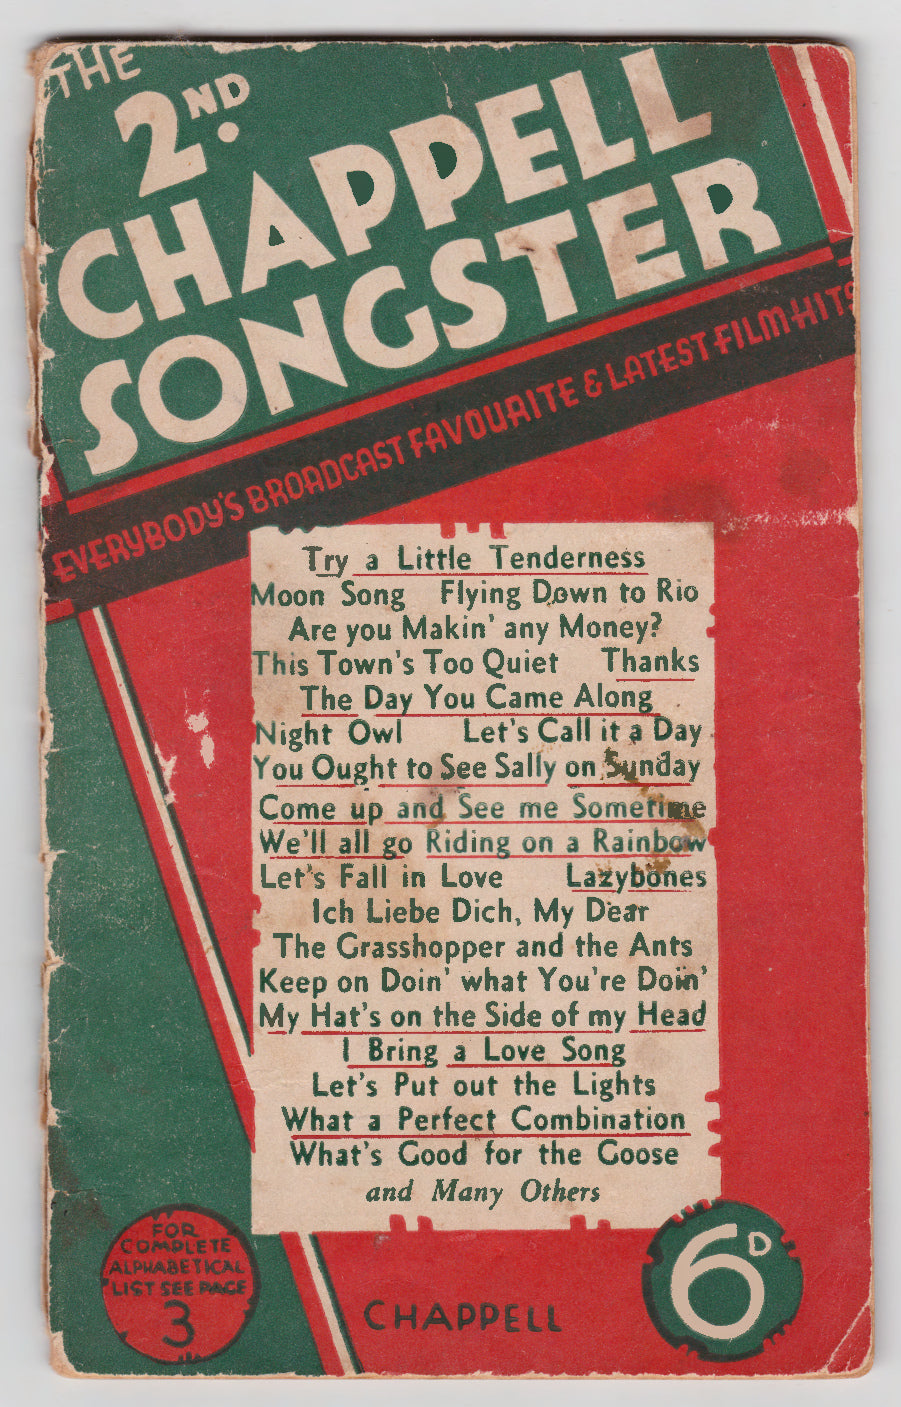 THE
2ND.
CHAPPELL
SONGSTER
EVERYBODY'S BROADCAST FAVOURITE & LATEST FILM-HITS
Try a Little Tenderness
Moon Song Flying Down to Rio
Are you Makin' any Money?
This Town's Too Quiet Thanks
The Day You Came Along
Night Owl Let's Call it a Day
You Ought to See Sally on Sunday
Come up and See me Sometime
We'll all go Riding on a Rainbow
Let's Fall in Love Lazybones
Ich Liebe Dich, My Dear
The Grasshopper and the Ants
Keep on Doin' what You're Doin'
My Hat's on the Side of my Head
I Bring a Love Song
Let's Put out the Lights
What a Perfect Combination
What's Good for the Goose
and Many Others
FOR
COMPLETE
ALPHABETICAL
LIST SEE PAGE
3
CHAPPELL
6D